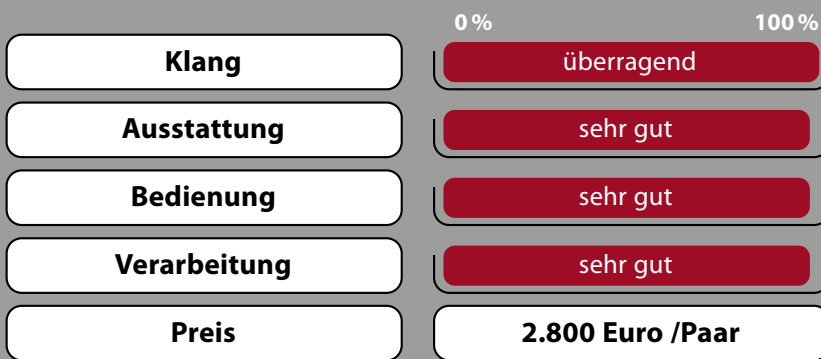 0 % 100 %
Klang überragend
Ausstattung sehr gut
Bedienung sehr gut
Verarbeitung sehr gut
Preis 2.800 Euro /Paar